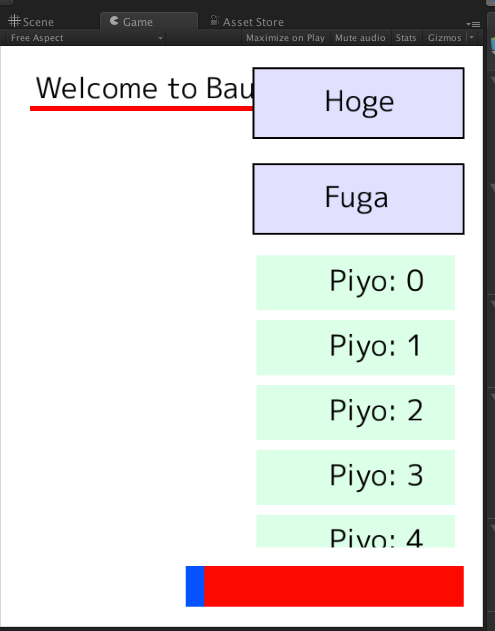 Scene
Game
Asset Store
Free Aspect
Maximize on Play
Mute audio
Stats
Gizmos
Welcome to Bau
Hoge
Fuga
Piyo: 0
Piyo: 1
Piyo: 2
Piyo: 3
Piyo: 4